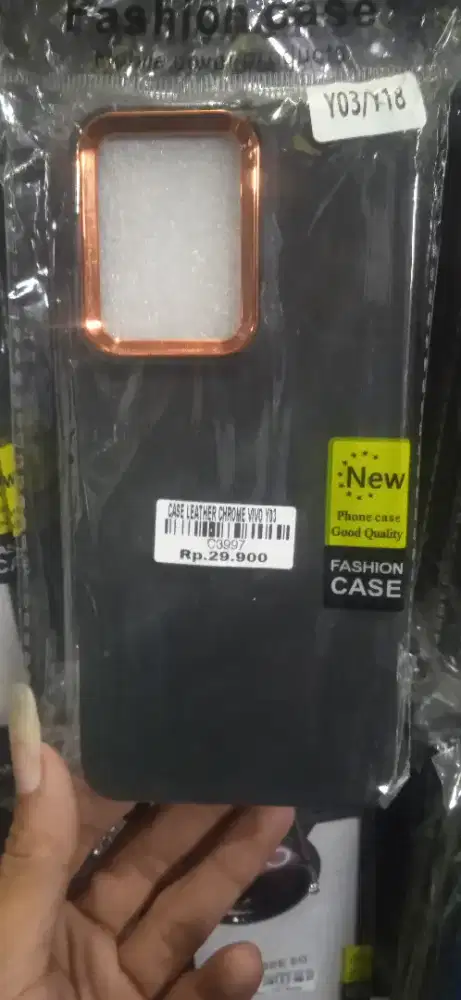 Fashion case
Mobile
Y03/Y18
New
Phone case
Good Quality
FASHION
CASE
CASE LEATHER CHROME VIVO Y03
C3997
Rp.29.900